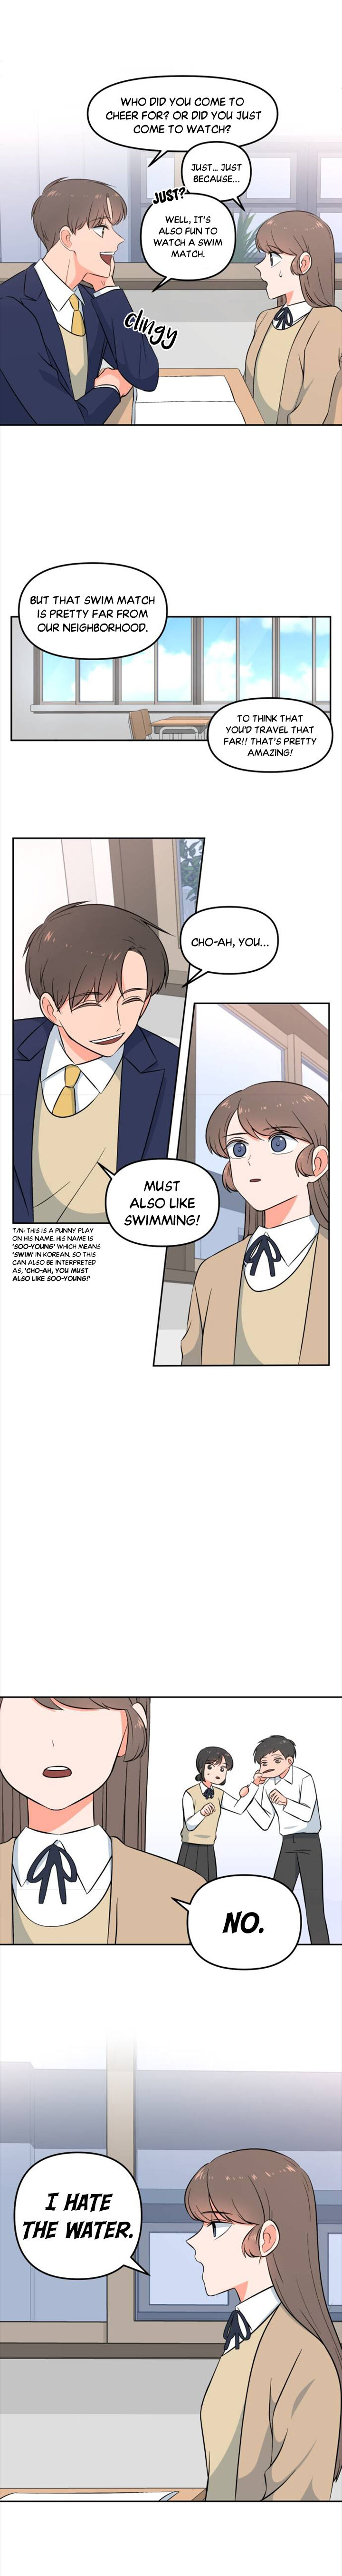 WHO DID YOU COME TO
CHEER FOR? OR DID YOU JUST
COME TO WATCH?
JUST... JUST
BECAUSE...
JUST?
WELL, IT'S
ALSO FUN TO
WATCH A SWIM
MATCH.
clingy
BUT THAT SWIM MATCH
IS PRETTY FAR FROM
OUR NEIGHBORHOOD.
TO THINK THAT
YOU'D TRAVEL THAT
FAR!! THAT'S PRETTY
AMAZING!
CHO-AH, YOU...
MUST
ALSO LIKE
SWIMMING!
T/N: THIS IS A PUNNY PLAY
ON HIS NAME. HIS NAME IS
'SOO-YOUNG' WHICH MEANS
'SWIM' IN KOREAN. SO THIS
CAN ALSO BE INTERPRETED
AS, 'CHO-AH, YOU MUST
ALSO LIKE SOO-YOUNG!'
NO.
I HATE
THE WATER.